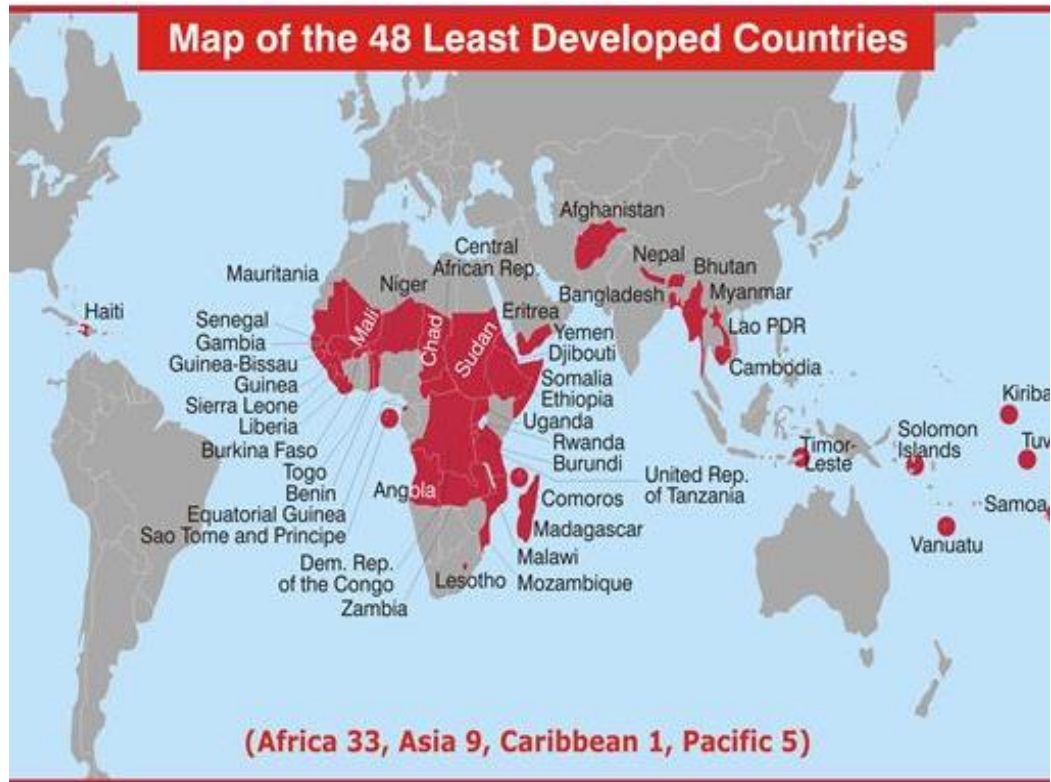 Map of the 48 Least Developed Countries
Afghanistan
Nepal
Bhutan
Bangladesh
Myanmar
Lao PDR
Cambodia
Central
African Rep.
Mauritania
Niger
Haiti
Senegal
Gambia
Guinea-Bissau
Guinea
Sierra Leone
Liberia
Burkina Faso
Togo
Benin
Equatorial Guinea
Sao Tome and Principe
Mali
Chad
Sudan
Eritrea
Yemen
Djibouti
Somalia
Ethiopia
Uganda
Rwanda
Burundi
United Rep.
of Tanzania
Angola
Comoros
Madagascar
Malawi
Mozambique
Dem. Rep.
of the Congo
Zambia
Lesotho
Timor-
Leste
Solomon
Islands
Kiriba
Tuv
Samoa
Vanuatu
(Africa 33, Asia 9, Caribbean 1, Pacific 5)